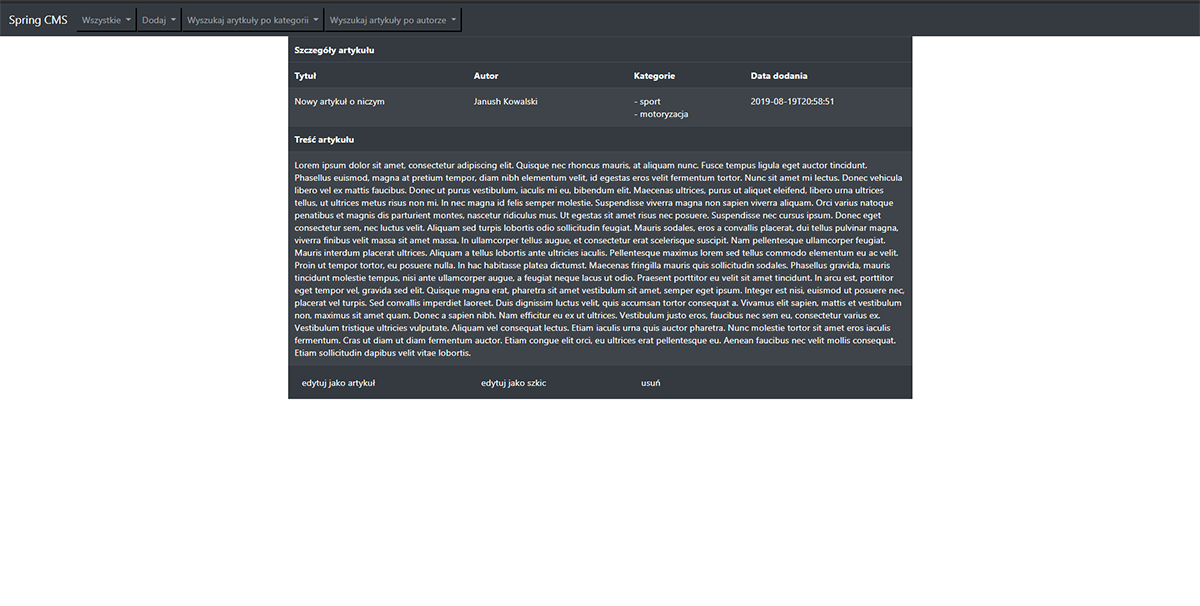 Spring CMS Wszystkie Dodaj Wyszukaj arytkuły po kategorii Wyszukaj artykuły po autorze
Szczegóły artykułu
Tytuł Autor Kategorie Data dodania
Nowy artykuł o niczym Janush Kowalski - sport 2019-08-19T20:58:51
- motoryzacja
Treść artykułu
Lorem ipsum dolor sit amet, consectetur adipiscing elit. Quisque nec rhoncus mauris, at aliquam nunc. Fusce tempus ligula eget auctor tincidunt.
Phasellus euismod, magna at pretium tempor, diam nibh elementum velit, id egestas eros velit fermentum tortor. Nunc sit amet mi lectus. Donec vehicula
libero vel ex mattis faucibus. Donec ut purus vestibulum, iaculis mi eu, bibendum elit. Maecenas ultrices, purus ut aliquet eleifend, libero urna ultrices
tellus, ut ultrices metus risus non mi. In nec magna id felis semper molestie. Suspendisse viverra magna non sapien viverra aliquam. Orci varius natoque
penatibus et magnis dis parturient montes, nascetur ridiculus mus. Ut egestas sit amet risus nec posuere. Suspendisse nec cursus ipsum. Donec eget
consectetur sem, nec luctus velit. Aliquam sed turpis lobortis odio sollicitudin feugiat. Mauris sodales, eros a convallis placerat, dui tellus pulvinar magna,
viverra finibus velit massa sit amet massa. In ullamcorper tellus augue, et consectetur erat scelerisque suscipit. Nam pellentesque ullamcorper feugiat.
Mauris interdum placerat ultrices. Aliquam a tellus lobortis ante ultricies iaculis. Pellentesque maximus lorem sed tellus commodo elementum eu ac velit.
Proin ut tempor tortor, eu posuere nulla. In hac habitasse platea dictumst. Maecenas fringilla mauris quis sollicitudin sodales. Phasellus gravida, mauris
tincidunt molestie tempus, nisi ante ullamcorper augue, a feugiat neque lacus ut odio. Praesent porttitor eu velit sit amet tincidunt. In arcu est, porttitor
eget tempor vel, gravida sed elit. Quisque magna erat, pharetra sit amet vestibulum sit amet, semper eget ipsum. Integer est nisi, euismod ut posuere nec,
placerat vel turpis. Sed convallis imperdiet laoreet. Duis dignissim luctus velit, quis accumsan tortor consequat a. Vivamus elit sapien, mattis et vestibulum
non, maximus sit amet quam. Donec a sapien nibh. Nam efficitur eu ex ut ultrices. Vestibulum justo eros, faucibus nec sem eu, consectetur varius ex.
Vestibulum tristique ultricies vulputate. Aliquam vel consequat lectus. Etiam iaculis urna quis auctor pharetra. Nunc molestie tortor sit amet eros iaculis
fermentum. Cras ut diam ut diam fermentum auctor. Etiam congue elit orci, eu ultrices erat pellentesque eu. Aenean faucibus nec velit mollis consequat.
Etiam sollicitudin dapibus velit vitae lobortis.
edytuj jako artykuł edytuj jako szkic usuń